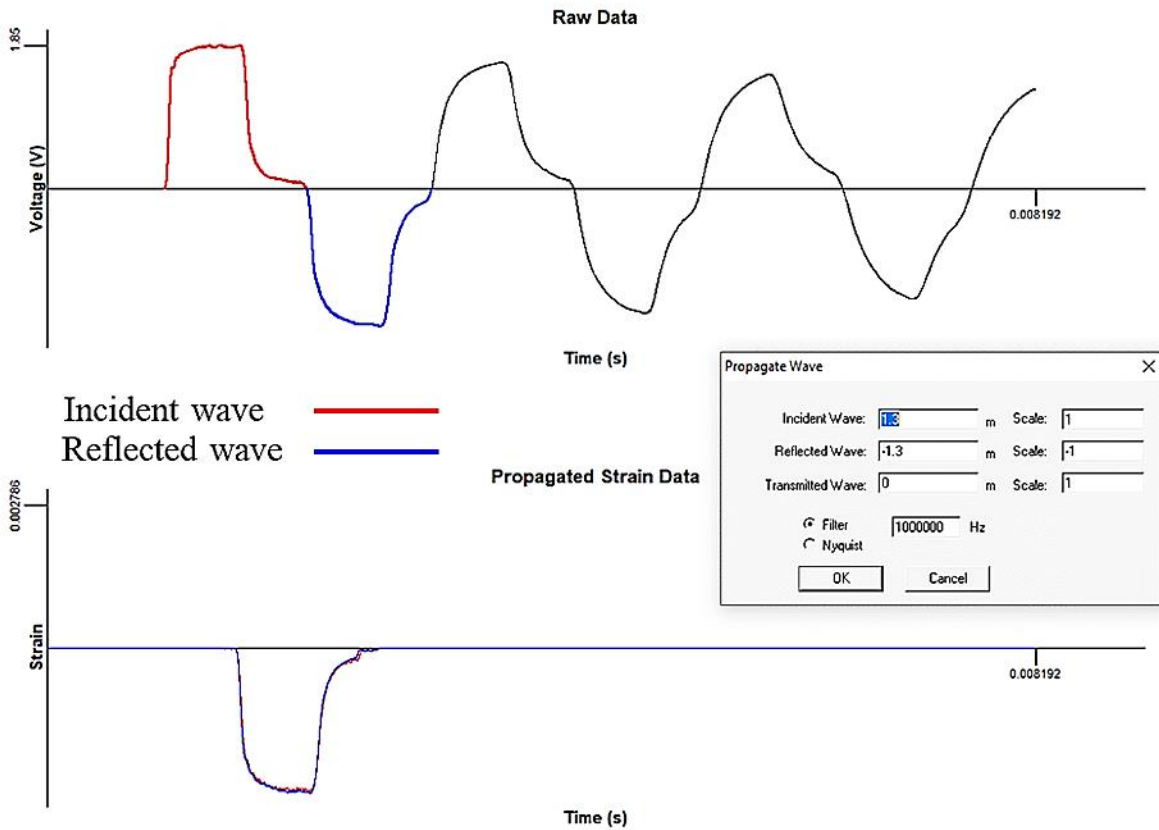 Raw Data
1.85
Voltage (V)
0.008192
Time (s)
Incident wave
Reflected wave
Propagate Wave
Incident Wave: 1.3 m Scale: 1
Reflected Wave: -1.3 m Scale: -1
Transmitted Wave: 0 m Scale: 1
Filter 1000000 Hz
Nyquist
OK Cancel
Propagated Strain Data
0.002786
Strain
0.008192
Time (s)